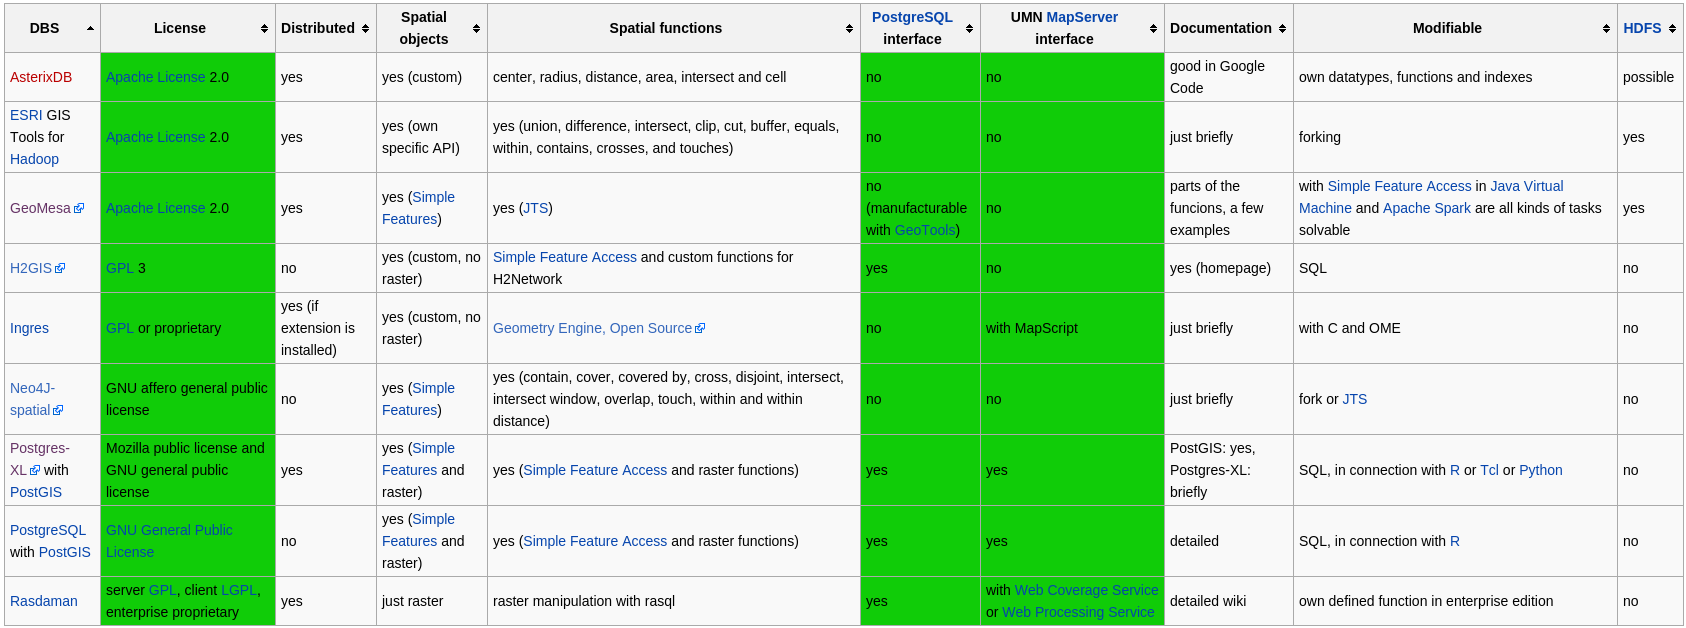 DBS License Distributed Spatial objects Spatial functions PostgreSQL interface UMN MapServer interface Documentation Modifiable HDFS
AsterixDB
Apache License 2.0
yes
yes (custom)
center, radius, distance, area, intersect and cell
no
no
good in Google
Code
own datatypes, functions and indexes
possible
ESRI GIS
Tools for
Hadoop
Apache License 2.0
yes
yes (own
specific API)
yes (union, difference, intersect, clip, cut, buffer, equals,
within, contains, crosses, and touches)
no
no
just briefly
forking
yes
GeoMesa
Apache License 2.0
yes
yes (Simple
Features)
yes (JTS)
no
(manufacturable
with GeoTools)
no
parts of the
funcions, a few
examples
with Simple Feature Access in Java Virtual
Machine and Apache Spark are all kinds of tasks
solvable
yes
H2GIS
GPL 3
no
yes (custom, no
raster)
Simple Feature Access and custom functions for
H2Network
yes
no
yes (homepage)
SQL
no
Ingres
GPL or proprietary
yes (if
extension is
installed)
yes (custom, no
raster)
Geometry Engine, Open Source
no
with MapScript
just briefly
with C and OME
no
Neo4J-
spatial
GNU affero general public
license
no
yes (Simple
Features)
yes (contain, cover, covered by, cross, disjoint, intersect,
intersect window, overlap, touch, within and within
distance)
no
no
just briefly
fork or JTS
no
Postgres-
XL with
PostGIS
Mozilla public license and
GNU general public
license
yes
yes (Simple
Features and
raster)
yes (Simple Feature Access and raster functions)
yes
yes
PostGIS: yes,
Postgres-XL:
briefly
SQL, in connection with R or Tcl or Python
no
PostgreSQL
with PostGIS
GNU General Public
License
no
yes (Simple
Features and
raster)
yes (Simple Feature Access and raster functions)
yes
yes
detailed
SQL, in connection with R
no
Rasdaman
server GPL, client LGPL,
enterprise proprietary
yes
just raster
raster manipulation with rasql
yes
with Web Coverage Service
or Web Processing Service
detailed wiki
own defined function in enterprise edition
no